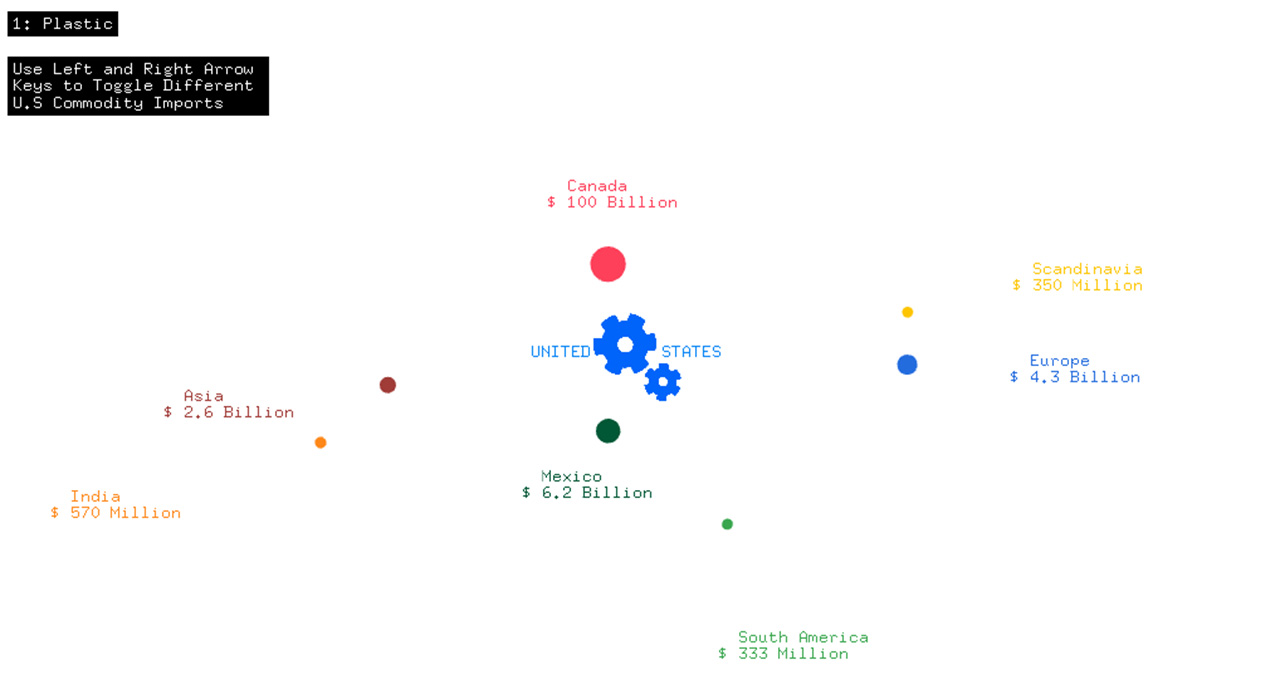 1: Plastic
Use Left and Right Arrow
Keys to Toggle Different
U.S Commodity Imports
Canada
$ 100 Billion
Scandinavia
$ 350 Million
UNITED STATES
Europe
$ 4.3 Billion
Asia
$ 2.6 Billion
Mexico
$ 6.2 Billion
India
$ 570 Million
South America
$ 333 Million